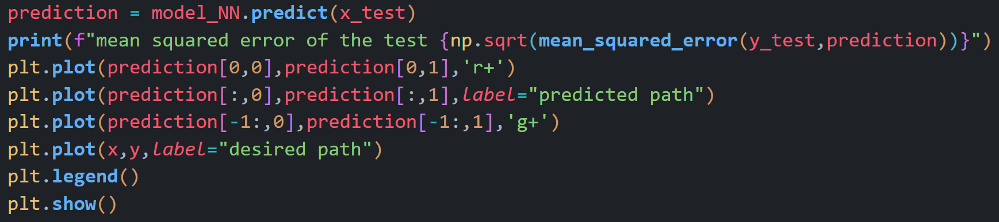 prediction = model_NN.predict(x_test)
print(f"mean squared error of the test {np.sqrt(mean_squared_error(y_test,prediction))}")
plt.plot(prediction[0,0],prediction[0,1],'r+')
plt.plot(prediction[:,0],prediction[:,1],label="predicted path")
plt.plot(prediction[-1:,0],prediction[-1:,1],'g+')
plt.plot(x,y,label="desired path")
plt.legend()
plt.show()